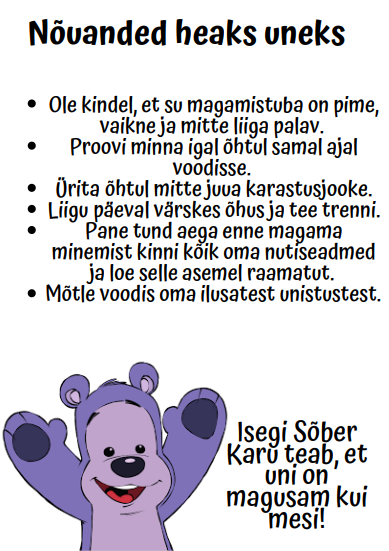 Nõuanded heaks uneks
• Ole kindel, et su magamistuba on pime,
vaikne ja mitte liiga palav.
• Proovi minna igal õhtul samal ajal
voodisse.
• Ürita õhtul mitte juua karastusjooke.
• Liigu päeval värskes õhus ja tee trenni.
• Pane tund aega enne magama
minemist kinni kõik oma nutiseadmed
ja loe selle asemel raamatut.
• Mõtle voodis oma ilusatest unistustest.
Isegi Sõber
Karu teab, et
uni on
magusam kui
mesi!